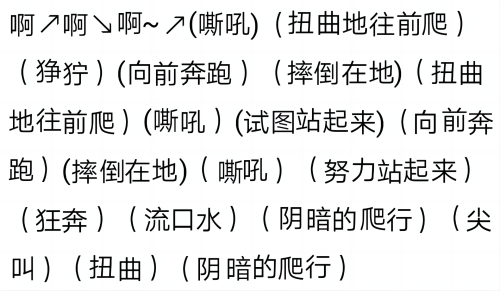 啊↗啊↘啊~↗(嘶吼)（扭曲地往前爬）
（狰狞）(向前奔跑）（摔倒在地)（扭曲
地往前爬）(嘶吼）(试图站起来)（向前奔
跑）(摔倒在地)（嘶吼）（努力站起来）
（狂奔）（流口水）（阴暗的爬行）（尖
叫）（扭曲）（阴暗的爬行）